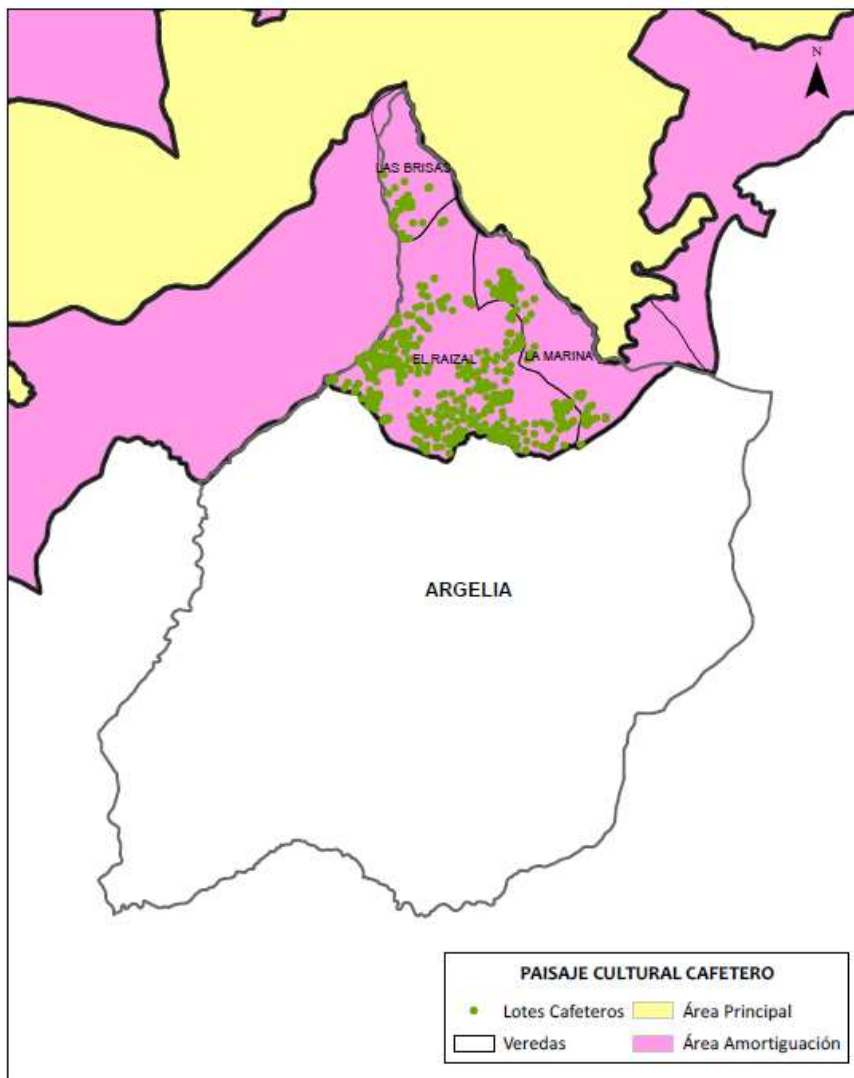 N
LAS BRISAS
EL RAIZAL
LA MARINA
ARGELIA
PAISAJE CULTURAL CAFETERO
Lotes Cafeteros
Área Principal
Veredas
Área Amortiguación